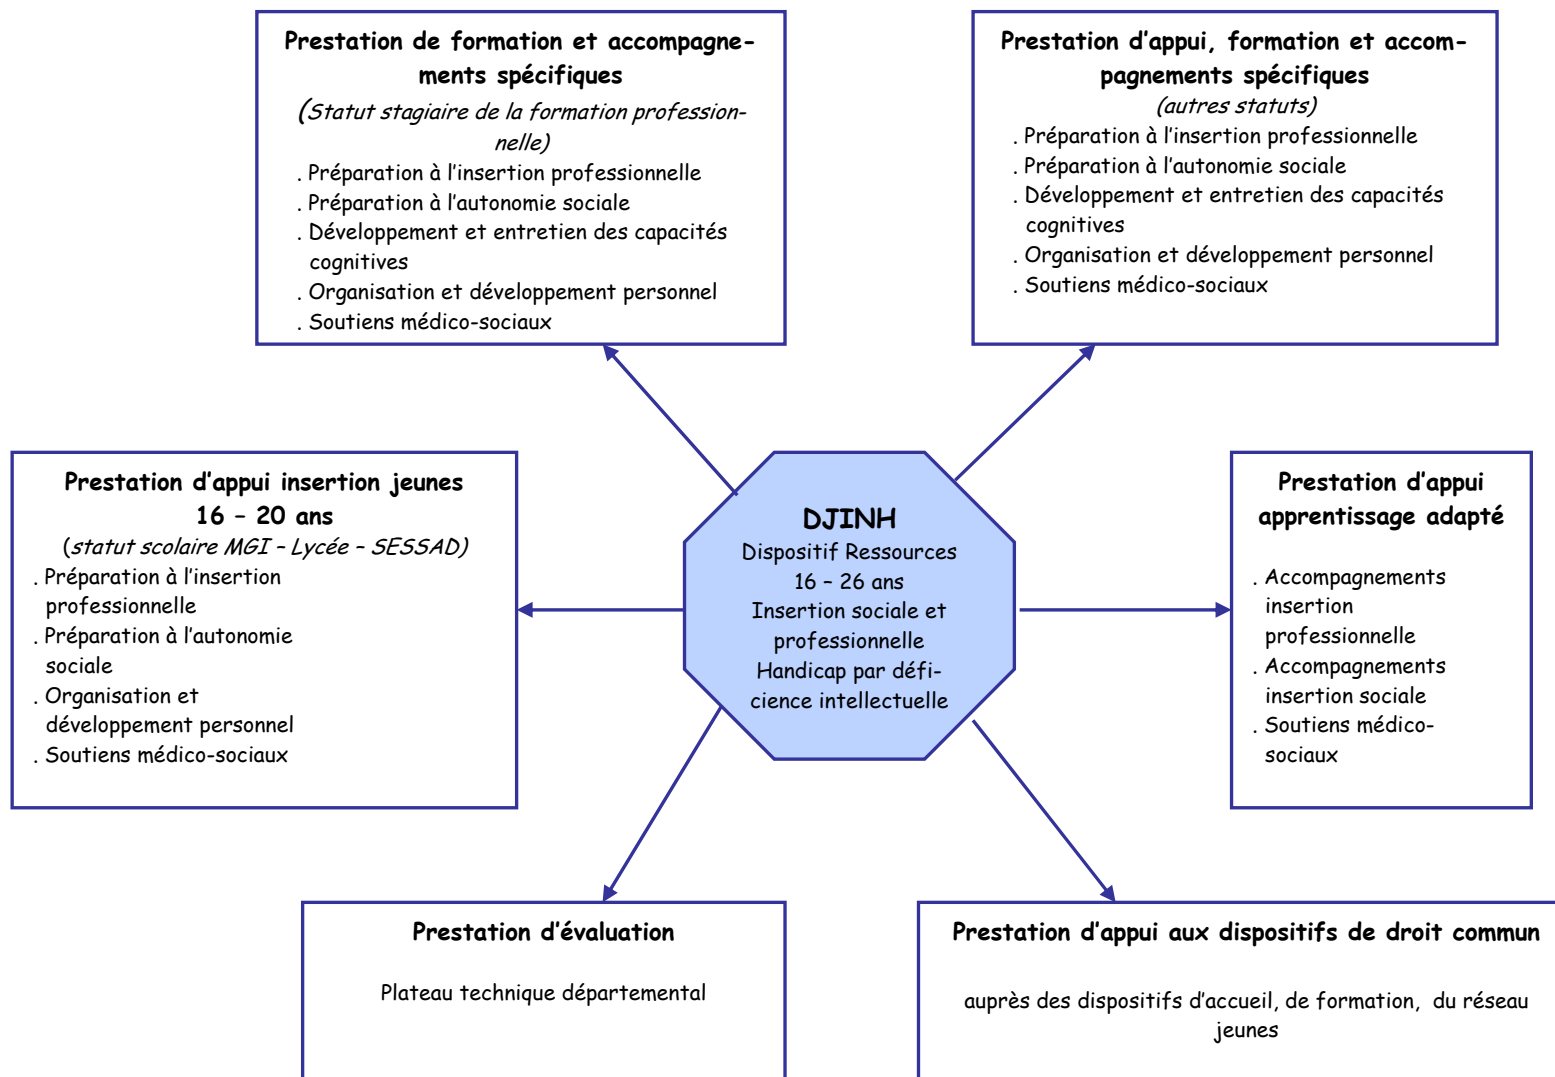 Prestation de formation et accompagne-
ments spécifiques
(Statut stagiaire de la formation profession-
nelle)
. Préparation à l'insertion professionnelle
. Préparation à l'autonomie sociale
. Développement et entretien des capacités
cognitives
. Organisation et développement personnel
. Soutiens médico-sociaux
Prestation d'appui, formation et accom-
pagnements spécifiques
(autres statuts)
. Préparation à l'insertion professionnelle
. Préparation à l'autonomie sociale
. Développement et entretien des capacités
cognitives
. Organisation et développement personnel
. Soutiens médico-sociaux
Prestation d'appui insertion jeunes
16 – 20 ans
(statut scolaire MGI – Lycée – SESSAD)
. Préparation à l'insertion
professionnelle
. Préparation à l'autonomie
sociale
. Organisation et
développement personnel
. Soutiens médico-sociaux
DJINH
Dispositif Ressources
16 – 26 ans
Insertion sociale et
professionnelle
Handicap par défi-
cience intellectuelle
Prestation d'appui
apprentissage adapté
. Accompagnements
insertion
professionnelle
. Accompagnements
insertion sociale
. Soutiens médico-
sociaux
Prestation d'évaluation
Plateau technique départemental
Prestation d'appui aux dispositifs de droit commun
auprès des dispositifs d'accueil, de formation, du réseau
jeunes